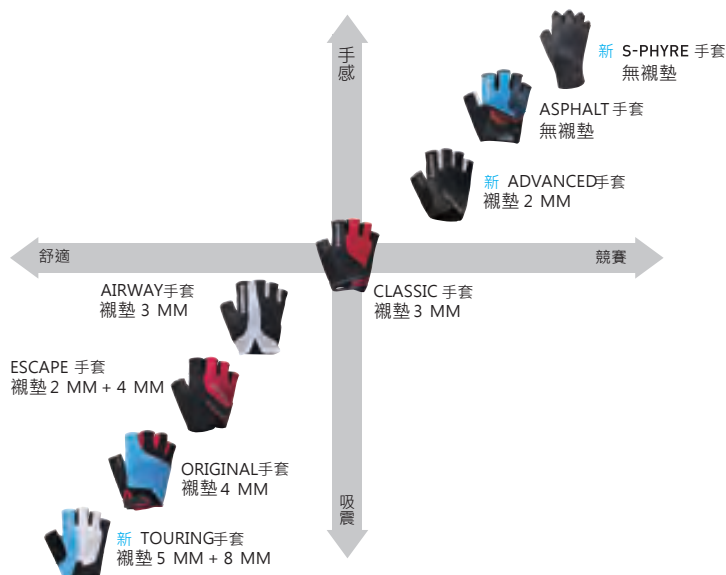 手感
新 S-PHYRE 手套
無襯墊
ASPHALT 手套
無襯墊
新 ADVANCED手套
襯墊 2 MM
舒適
競賽
AIRWAY手套
襯墊 3 MM
CLASSIC 手套
襯墊 3 MM
ESCAPE 手套
襯墊 2 MM + 4 MM
ORIGINAL手套
襯墊 4 MM
吸震
新 TOURING手套
襯墊 5 MM + 8 MM